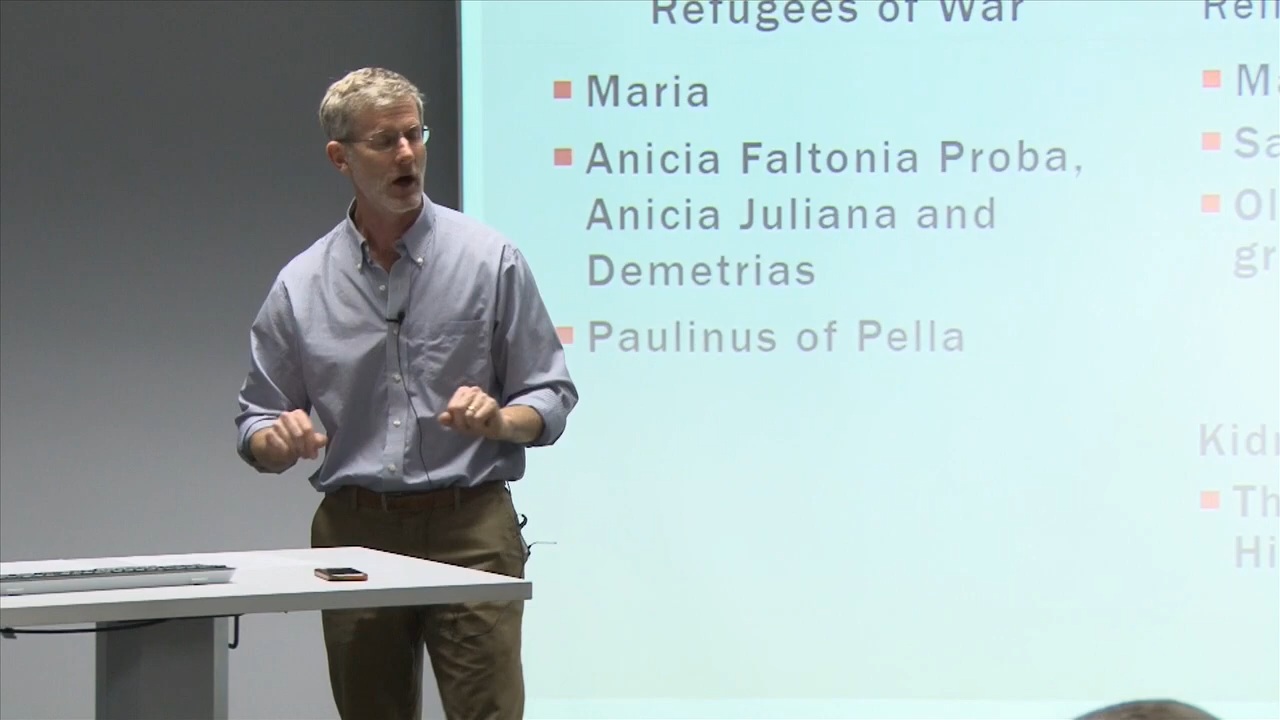 Refugees of War
Maria
Anicia Faltonia Proba,
Anicia Juliana and
Demetrias
Paulinus of Pella